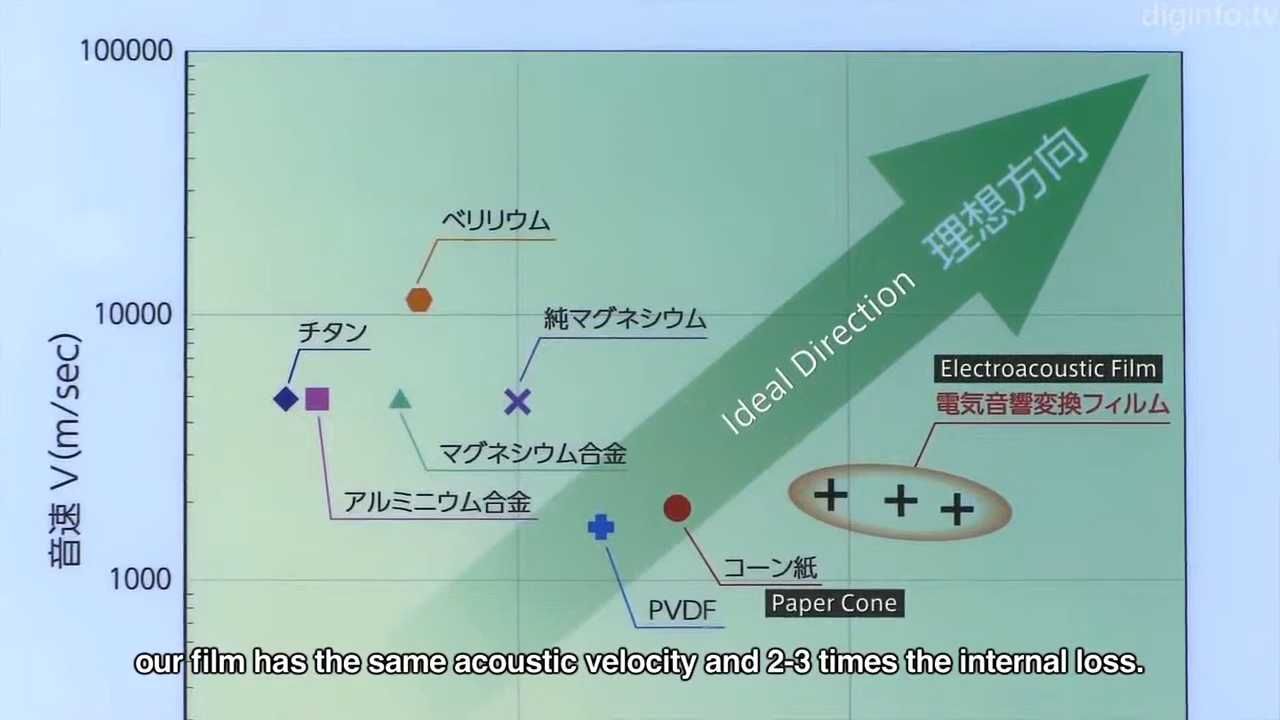 diginfo.tv
100000
理想方向
ベリリウム
10000
純マグネシウム
チタン
Ideal Direction
Electroacoustic Film
電気音響変換フィルム
マグネシウム合金
アルミニウム合金
音速 V(m/sec)
コーン紙
1000
Paper Cone
PVDF
our film has the same acoustic velocity and 2-3 times the internal loss.